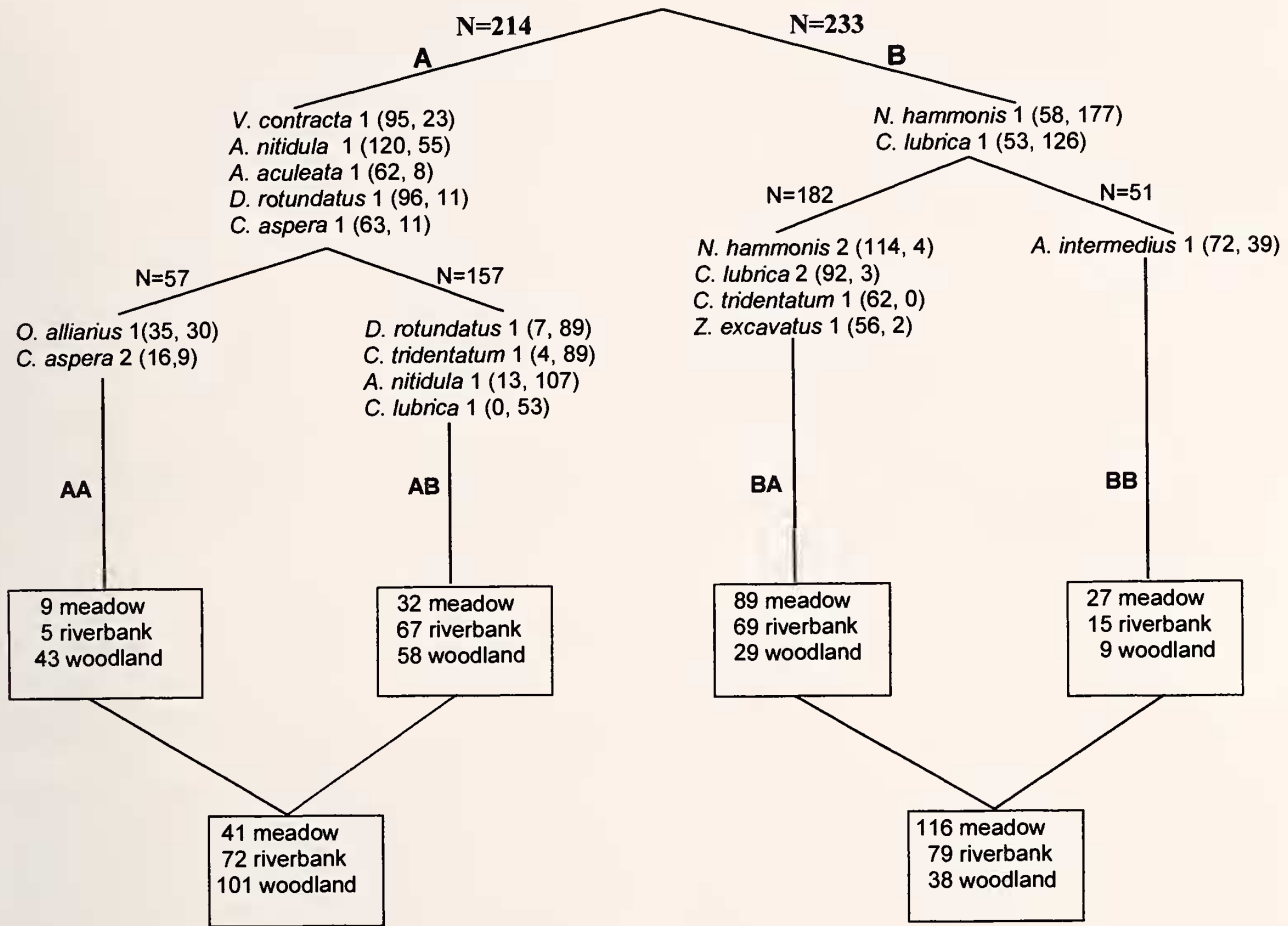 N=214
N=233
A
B
V. contracta 1 (95, 23)
A. nitidula 1 (120, 55)
A. aculeata 1 (62, 8)
D. rotundatus 1 (96, 11)
C. aspera 1 (63, 11)
N. hammonis 1 (58, 177)
C. lubrica 1 (53, 126)
N=57
N=157
N=182
N=51
O. alliarius 1(35, 30)
C. aspera 2 (16,9)
D. rotundatus 1 (7, 89)
C. tridentatum 1 (4, 89)
A. nitidula 1 (13, 107)
C. lubrica 1 (0, 53)
N. hammonis 2 (114, 4)
C. lubrica 2 (92, 3)
C. tridentatum 1 (62, 0)
Z. excavatus 1 (56, 2)
A. intermedius 1 (72, 39)
AA
AB
BA
BB
9 meadow
5 riverbank
43 woodland
32 meadow
67 riverbank
58 woodland
89 meadow
69 riverbank
29 woodland
27 meadow
15 riverbank
9 woodland
41 meadow
72 riverbank
101 woodland
116 meadow
79 riverbank
38 woodland